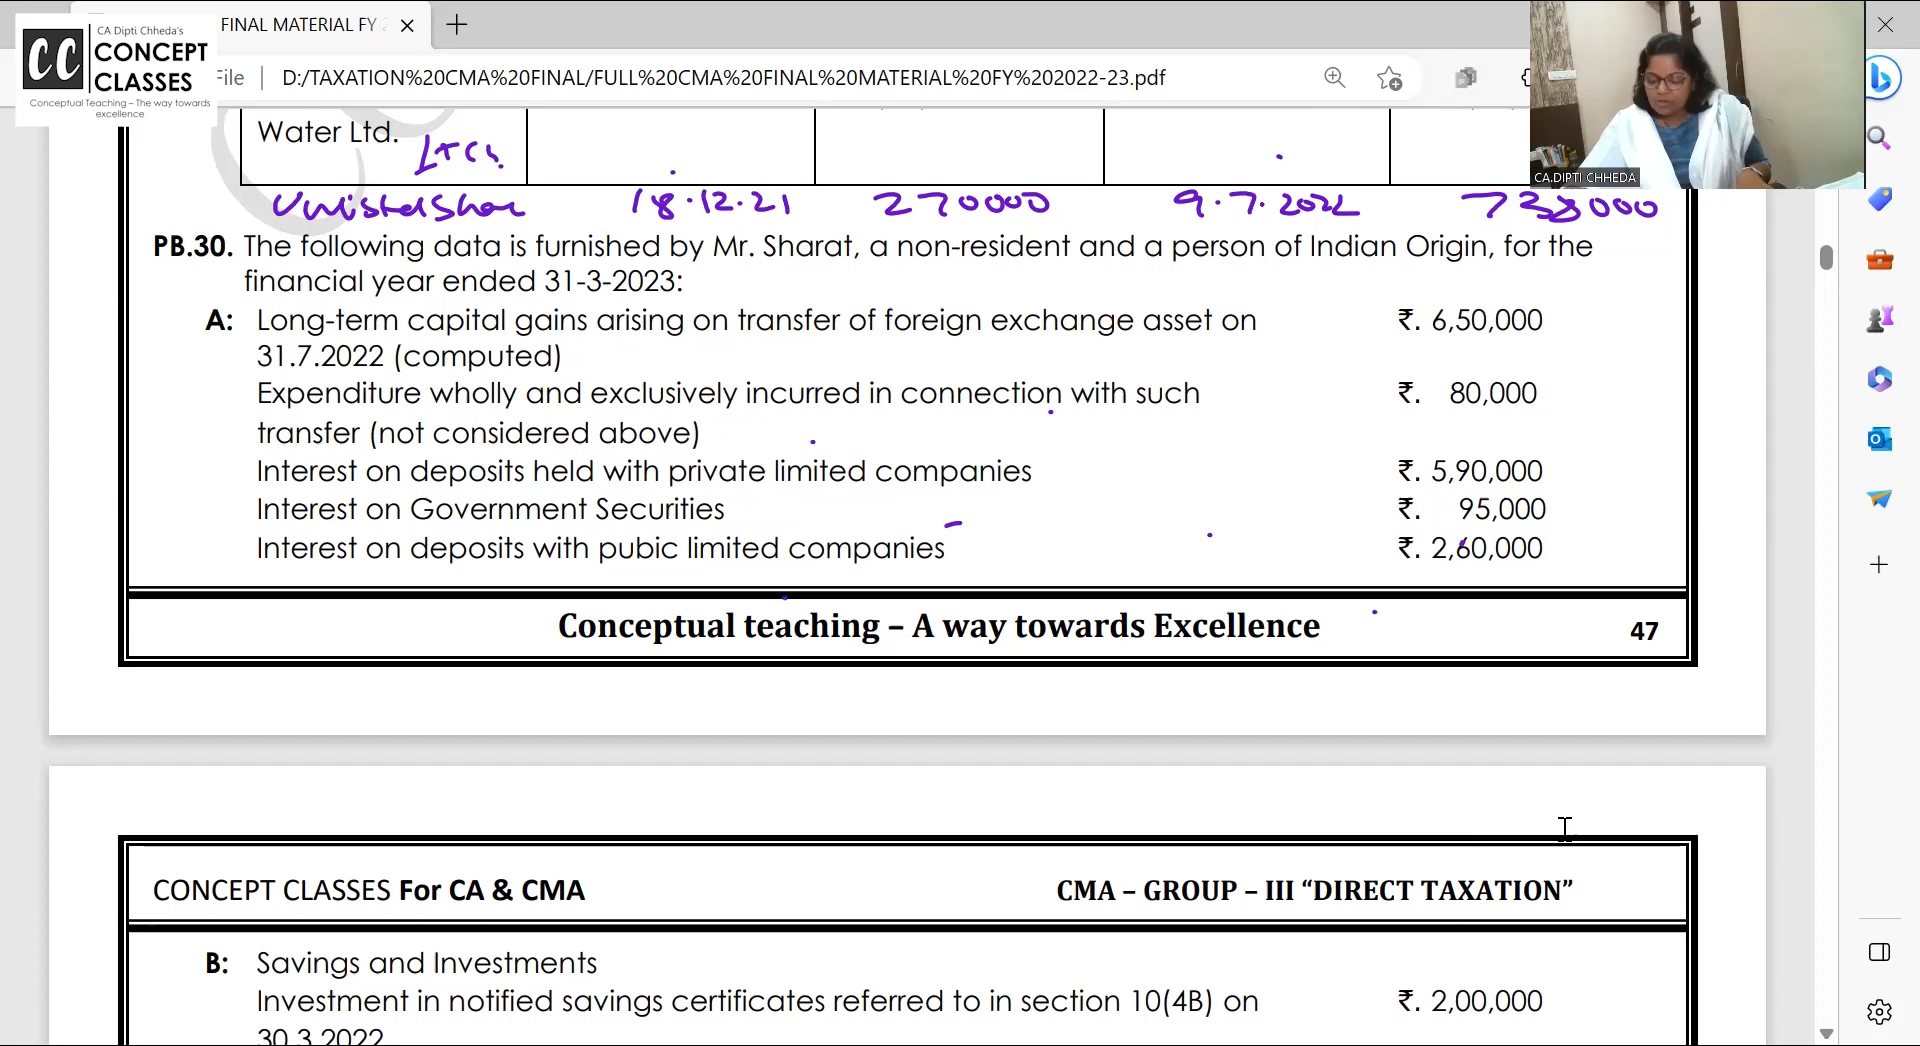 FINAL MATERIAL FY 2
CA Dipti Chheda's
CC CONCEPT
CLASSES
Conceptual Teaching – The way towards
excellence
File D:/TAXATION%20CMA%20FINAL/FULL%20CMA%20FINAL%20MATERIAL%20FY%202022-23.pdf
CA.DIPTI CHHEDA
Water Ltd.
LTCG
18.12.21 270000 9.7.2022 738000
PB.30. The following data is furnished by Mr. Sharat, a non-resident and a person of Indian Origin, for the
financial year ended 31-3-2023:
A: Long-term capital gains arising on transfer of foreign exchange asset on ₹. 6,50,000
31.7.2022 (computed)
Expenditure wholly and exclusively incurred in connection with such ₹. 80,000
transfer (not considered above)
Interest on deposits held with private limited companies ₹. 5,90,000
Interest on Government Securities ₹. 95,000
Interest on deposits with pubic limited companies ₹. 2,60,000
Conceptual teaching – A way towards Excellence 47
CONCEPT CLASSES For CA & CMA CMA – GROUP – III “DIRECT TAXATION”
B: Savings and Investments
Investment in notified savings certificates referred to in section 10(4B) on ₹. 2,00,000
30.3.2022